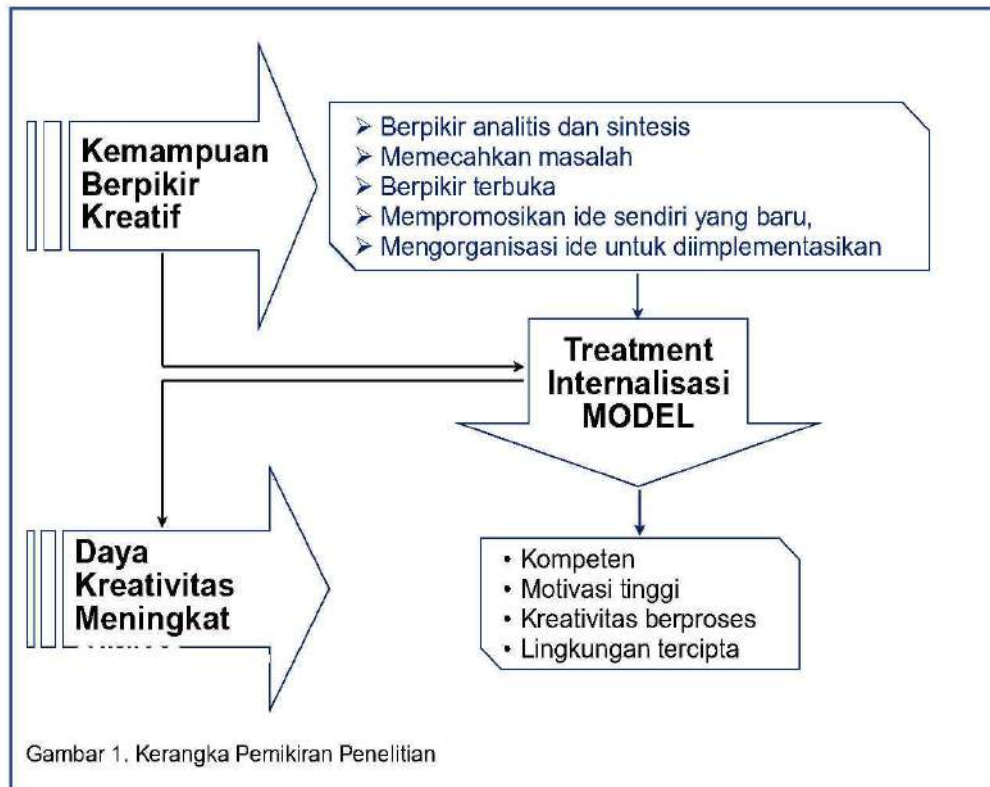 Kemampuan
Berpikir
Kreatif
➢ Berpikir analitis dan sintesis
➢ Memecahkan masalah
➢ Berpikir terbuka
➢ Mempromosikan ide sendiri yang baru,
➢ Mengorganisasi ide untuk diimplementasikan
Treatment
Internalisasi
MODEL
Daya
Kreativitas
Meningkat
• Kompeten
• Motivasi tinggi
• Kreativitas berproses
• Lingkungan tercipta
Gambar 1. Kerangka Pemikiran Penelitian